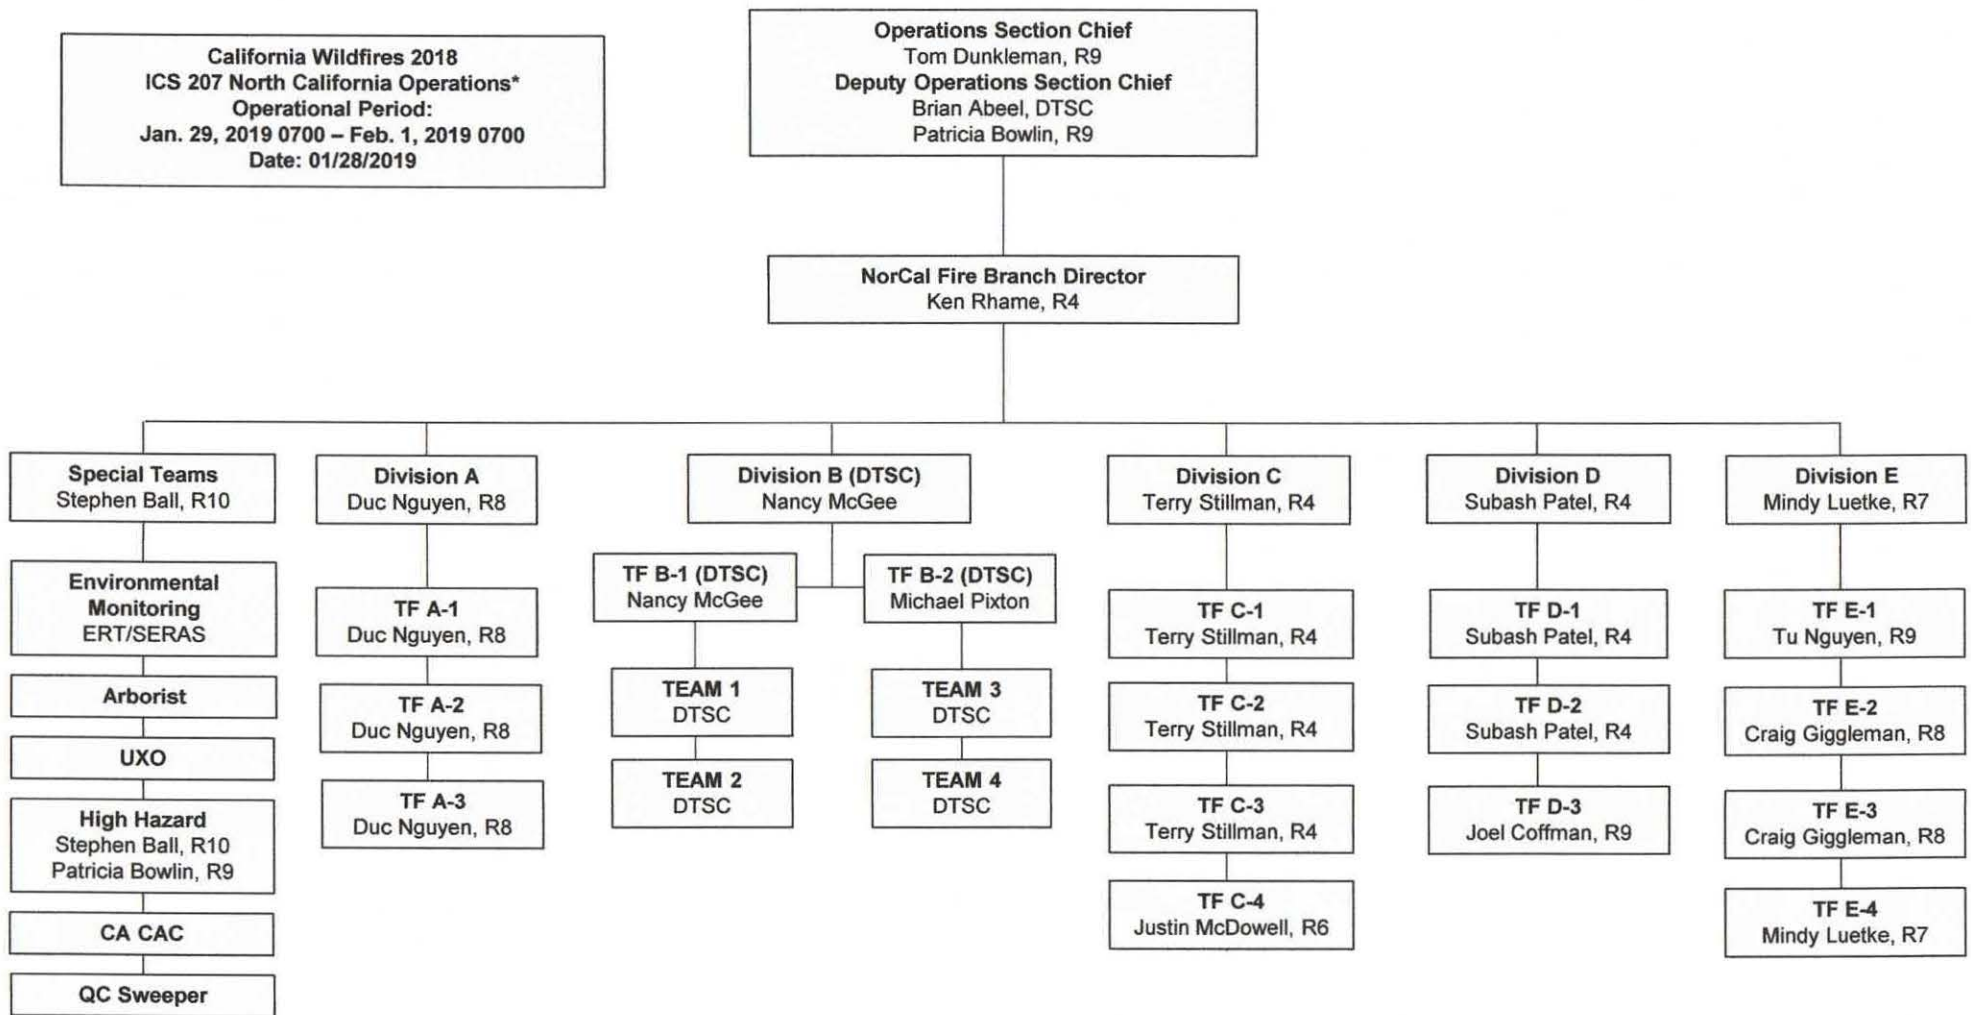 California Wildfires 2018
ICS 207 North California Operations*
Operational Period:
Jan. 29, 2019 0700 – Feb. 1, 2019 0700
Date: 01/28/2019
Operations Section Chief
Tom Dunkleman, R9
Deputy Operations Section Chief
Brian Abeel, DTSC
Patricia Bowlin, R9
NorCal Fire Branch Director
Ken Rhame, R4
Special Teams
Stephen Ball, R10
Environmental
Monitoring
ERT/SERAS
Arborist
UXO
High Hazard
Stephen Ball, R10
Patricia Bowlin, R9
CA CAC
QC Sweeper
Division A
Duc Nguyen, R8
TF A-1
Duc Nguyen, R8
TF A-2
Duc Nguyen, R8
TF A-3
Duc Nguyen, R8
Division B (DTSC)
Nancy McGee
TF B-1 (DTSC)
Nancy McGee
TEAM 1
DTSC
TEAM 2
DTSC
TF B-2 (DTSC)
Michael Pixton
TEAM 3
DTSC
TEAM 4
DTSC
Division C
Terry Stillman, R4
TF C-1
Terry Stillman, R4
TF C-2
Terry Stillman, R4
TF C-3
Terry Stillman, R4
TF C-4
Justin McDowell, R6
Division D
Subash Patel, R4
TF D-1
Subash Patel, R4
TF D-2
Subash Patel, R4
TF D-3
Joel Coffman, R9
Division E
Mindy Luetke, R7
TF E-1
Tu Nguyen, R9
TF E-2
Craig Giggleman, R8
TF E-3
Craig Giggleman, R8
TF E-4
Mindy Luetke, R7